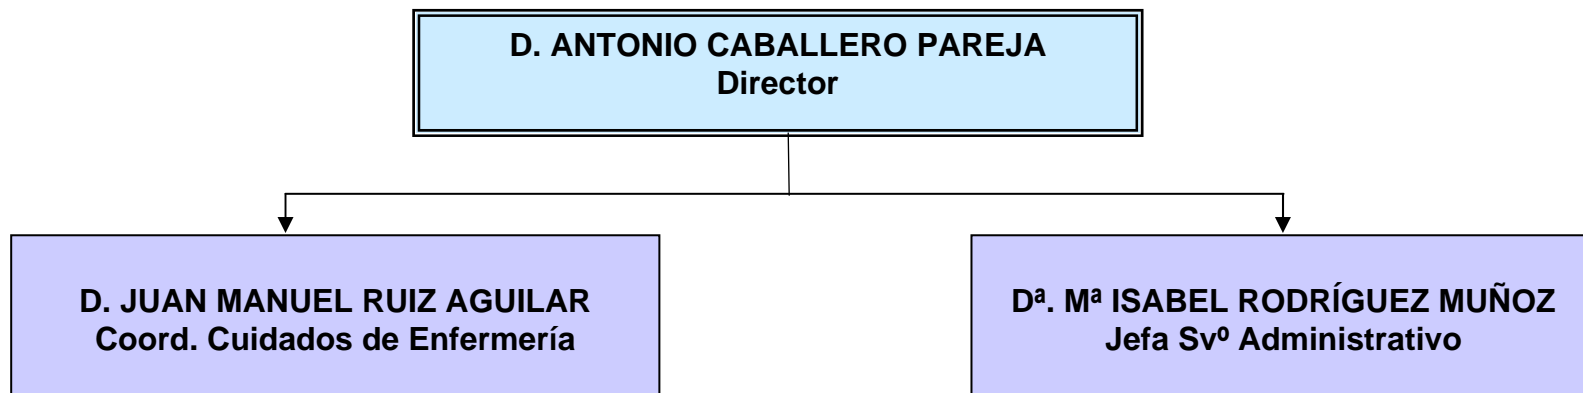 D. ANTONIO CABALLERO PAREJA
Director
D. JUAN MANUEL RUIZ AGUILAR
Coord. Cuidados de Enfermería
Dª. Mª ISABEL RODRÍGUEZ MUÑOZ
Jefa Svº Administrativo